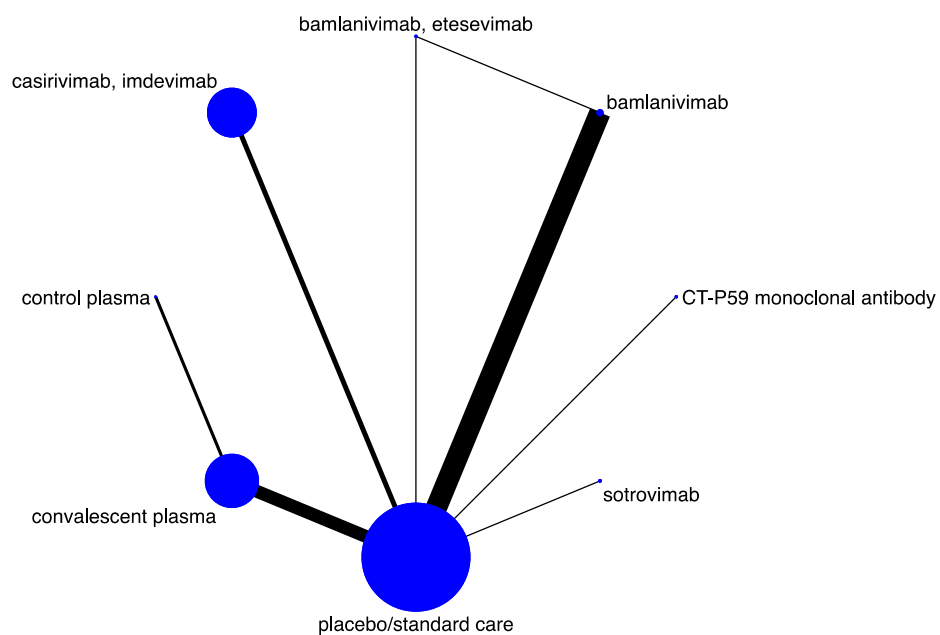 bamlanivimab, etesevimab
casirivimab, imdevimab
bamlanivimab
control plasma
CT-P59 monoclonal antibody
sotrovimab
convalescent plasma
placebo/standard care